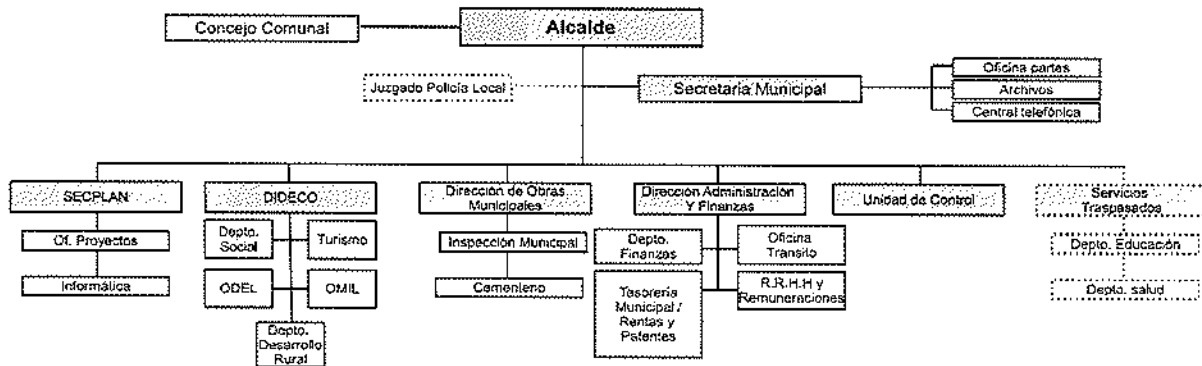 Alcalde
Concejo Comunal
Juzgado Policía Local
Secretaria Municipal
Oficina partes
Archivos
Central telefónica
SECPLAN
Of. Proyectos
Informática
DIDECO
Depto.
Social
Turismo
ODEL
OMIL
Depto.
Desarrollo
Rural
Dirección de Obras
Municipales
Inspección Municipal
Cementerio
Dirección Administración
Y Finanzas
Depto.
Finanzas
Oficina
Transito
Tesorería
Municipal /
Rentas y
Patentes
R.R.H.H y
Remuneraciones
Unidad de Control
Servicios
Traspasados
Depto. Educación
Depto. salud